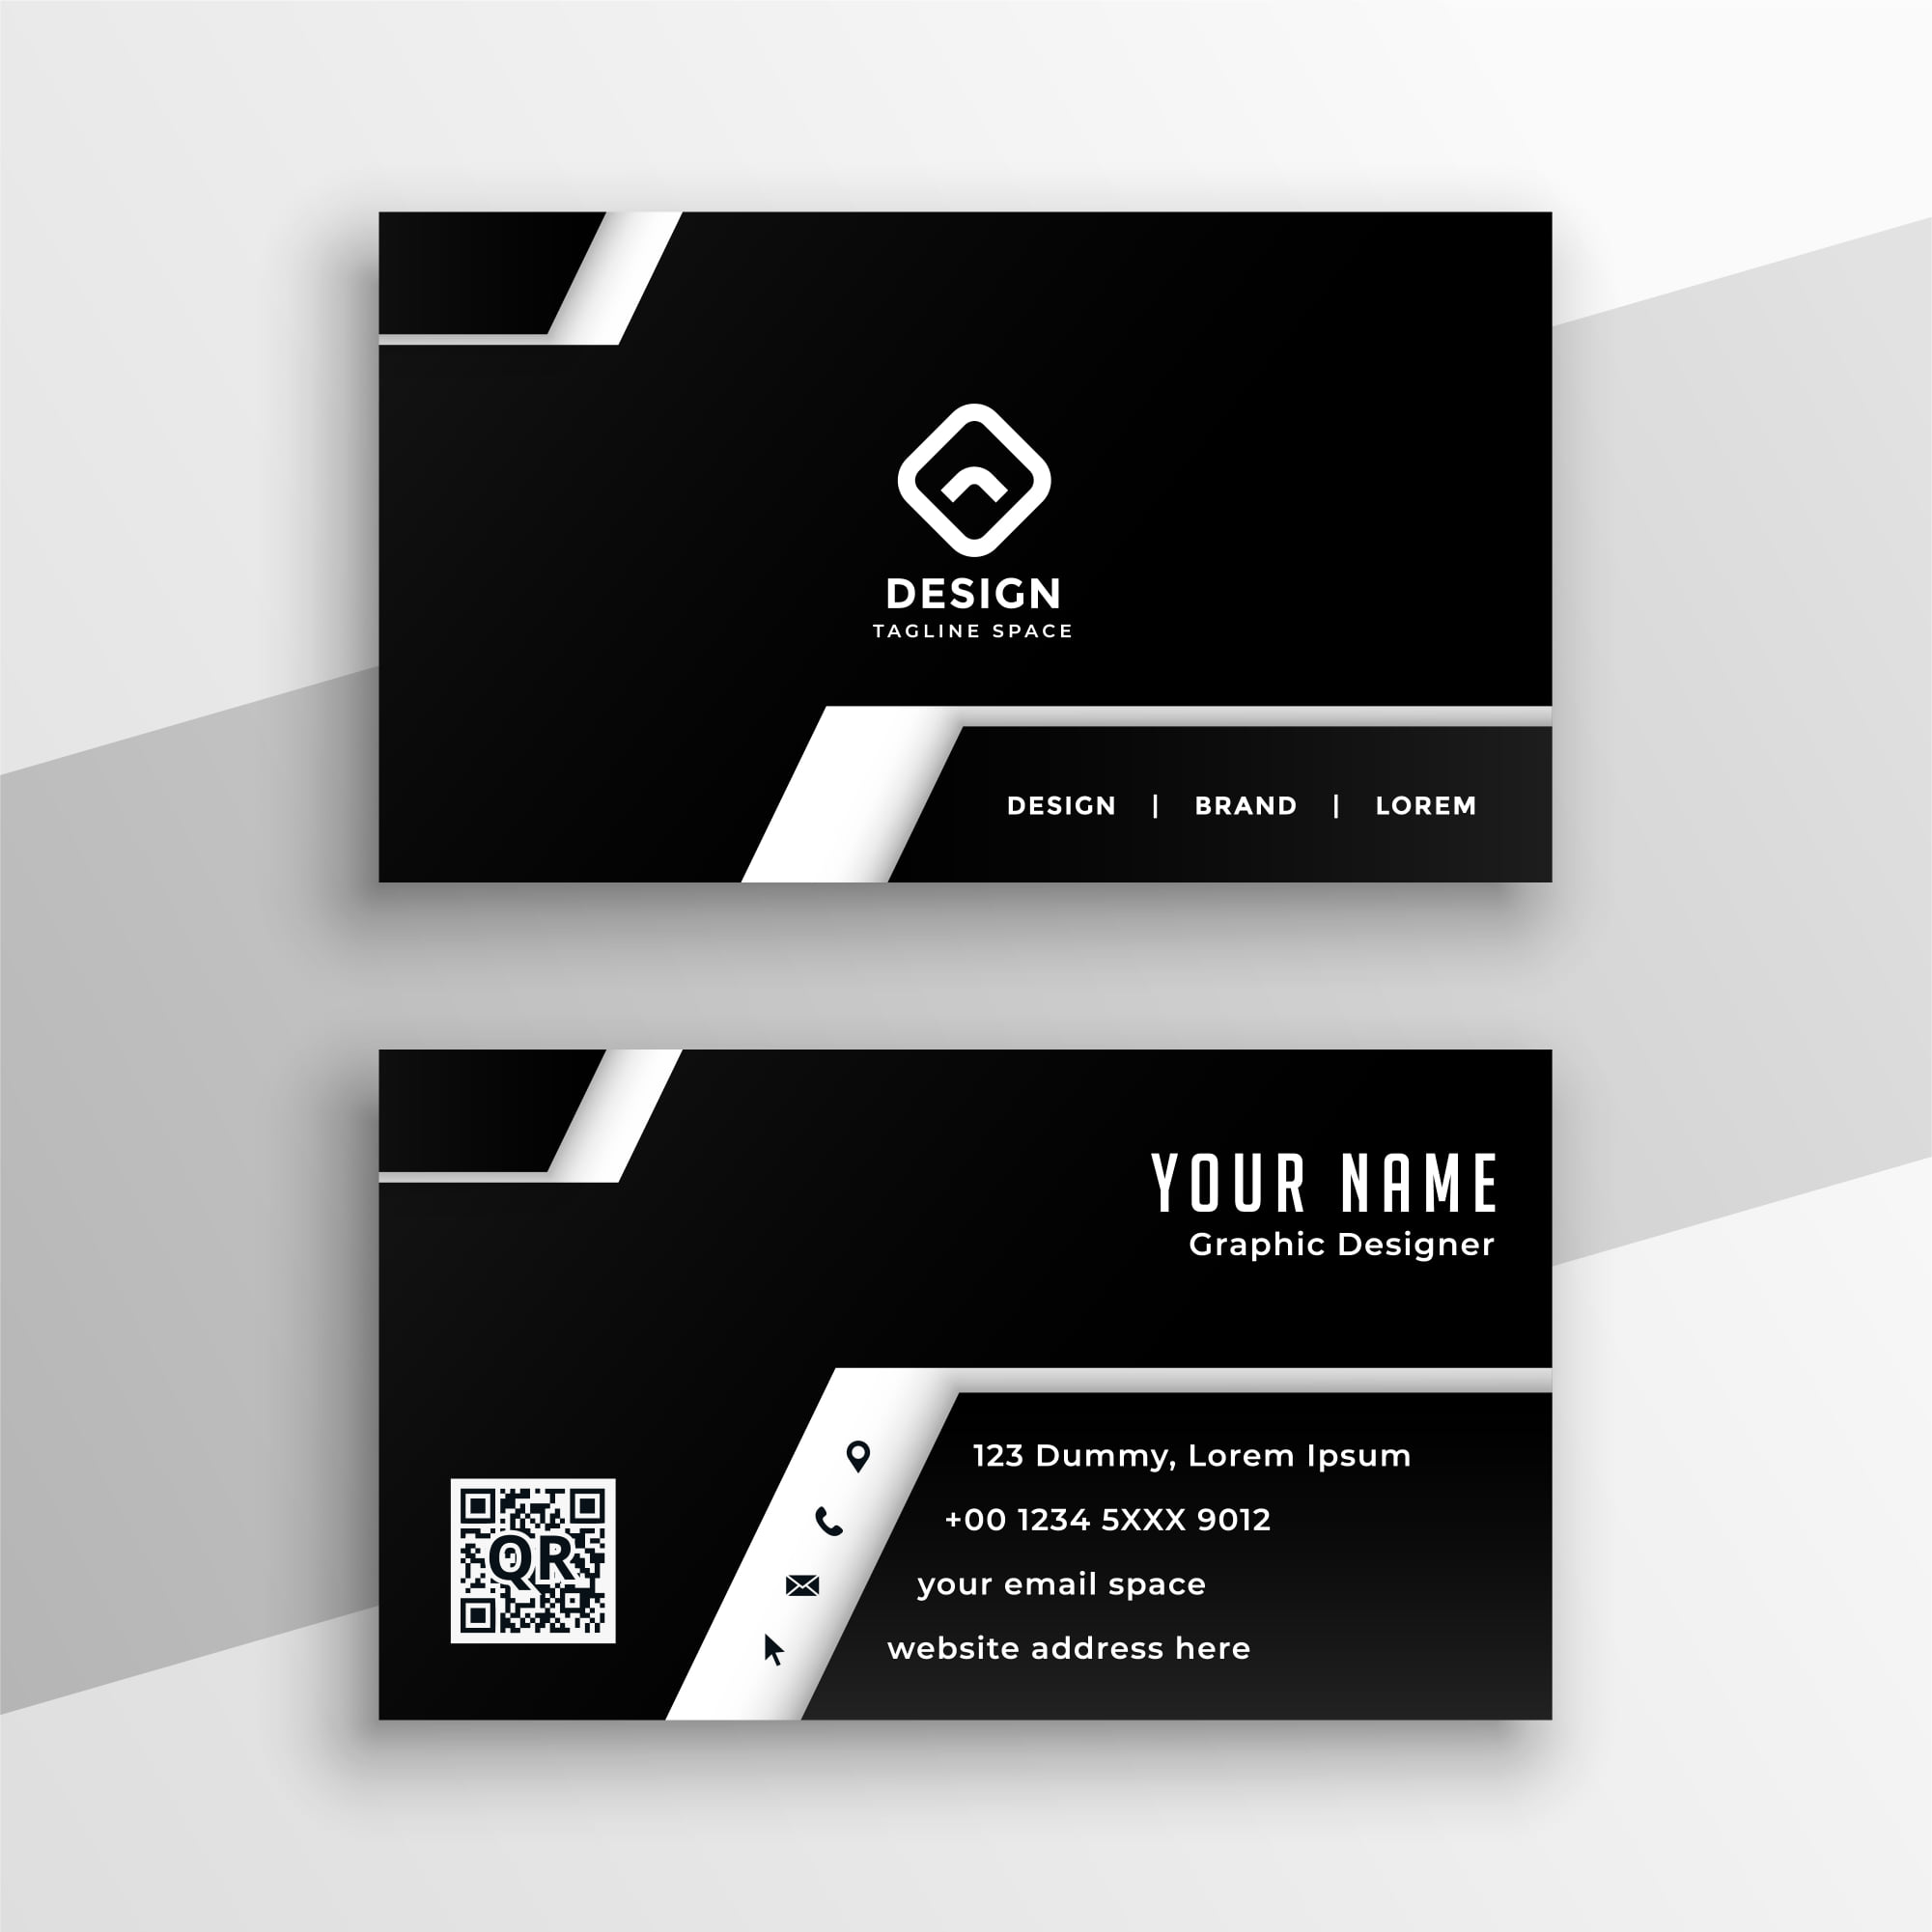 DESIGN
TAGLINE SPACE
DESIGN | BRAND | LOREM
YOUR NAME
Graphic Designer
123 Dummy, Lorem Ipsum
+00 1234 5XXX 9012
your email space
website address here
QR